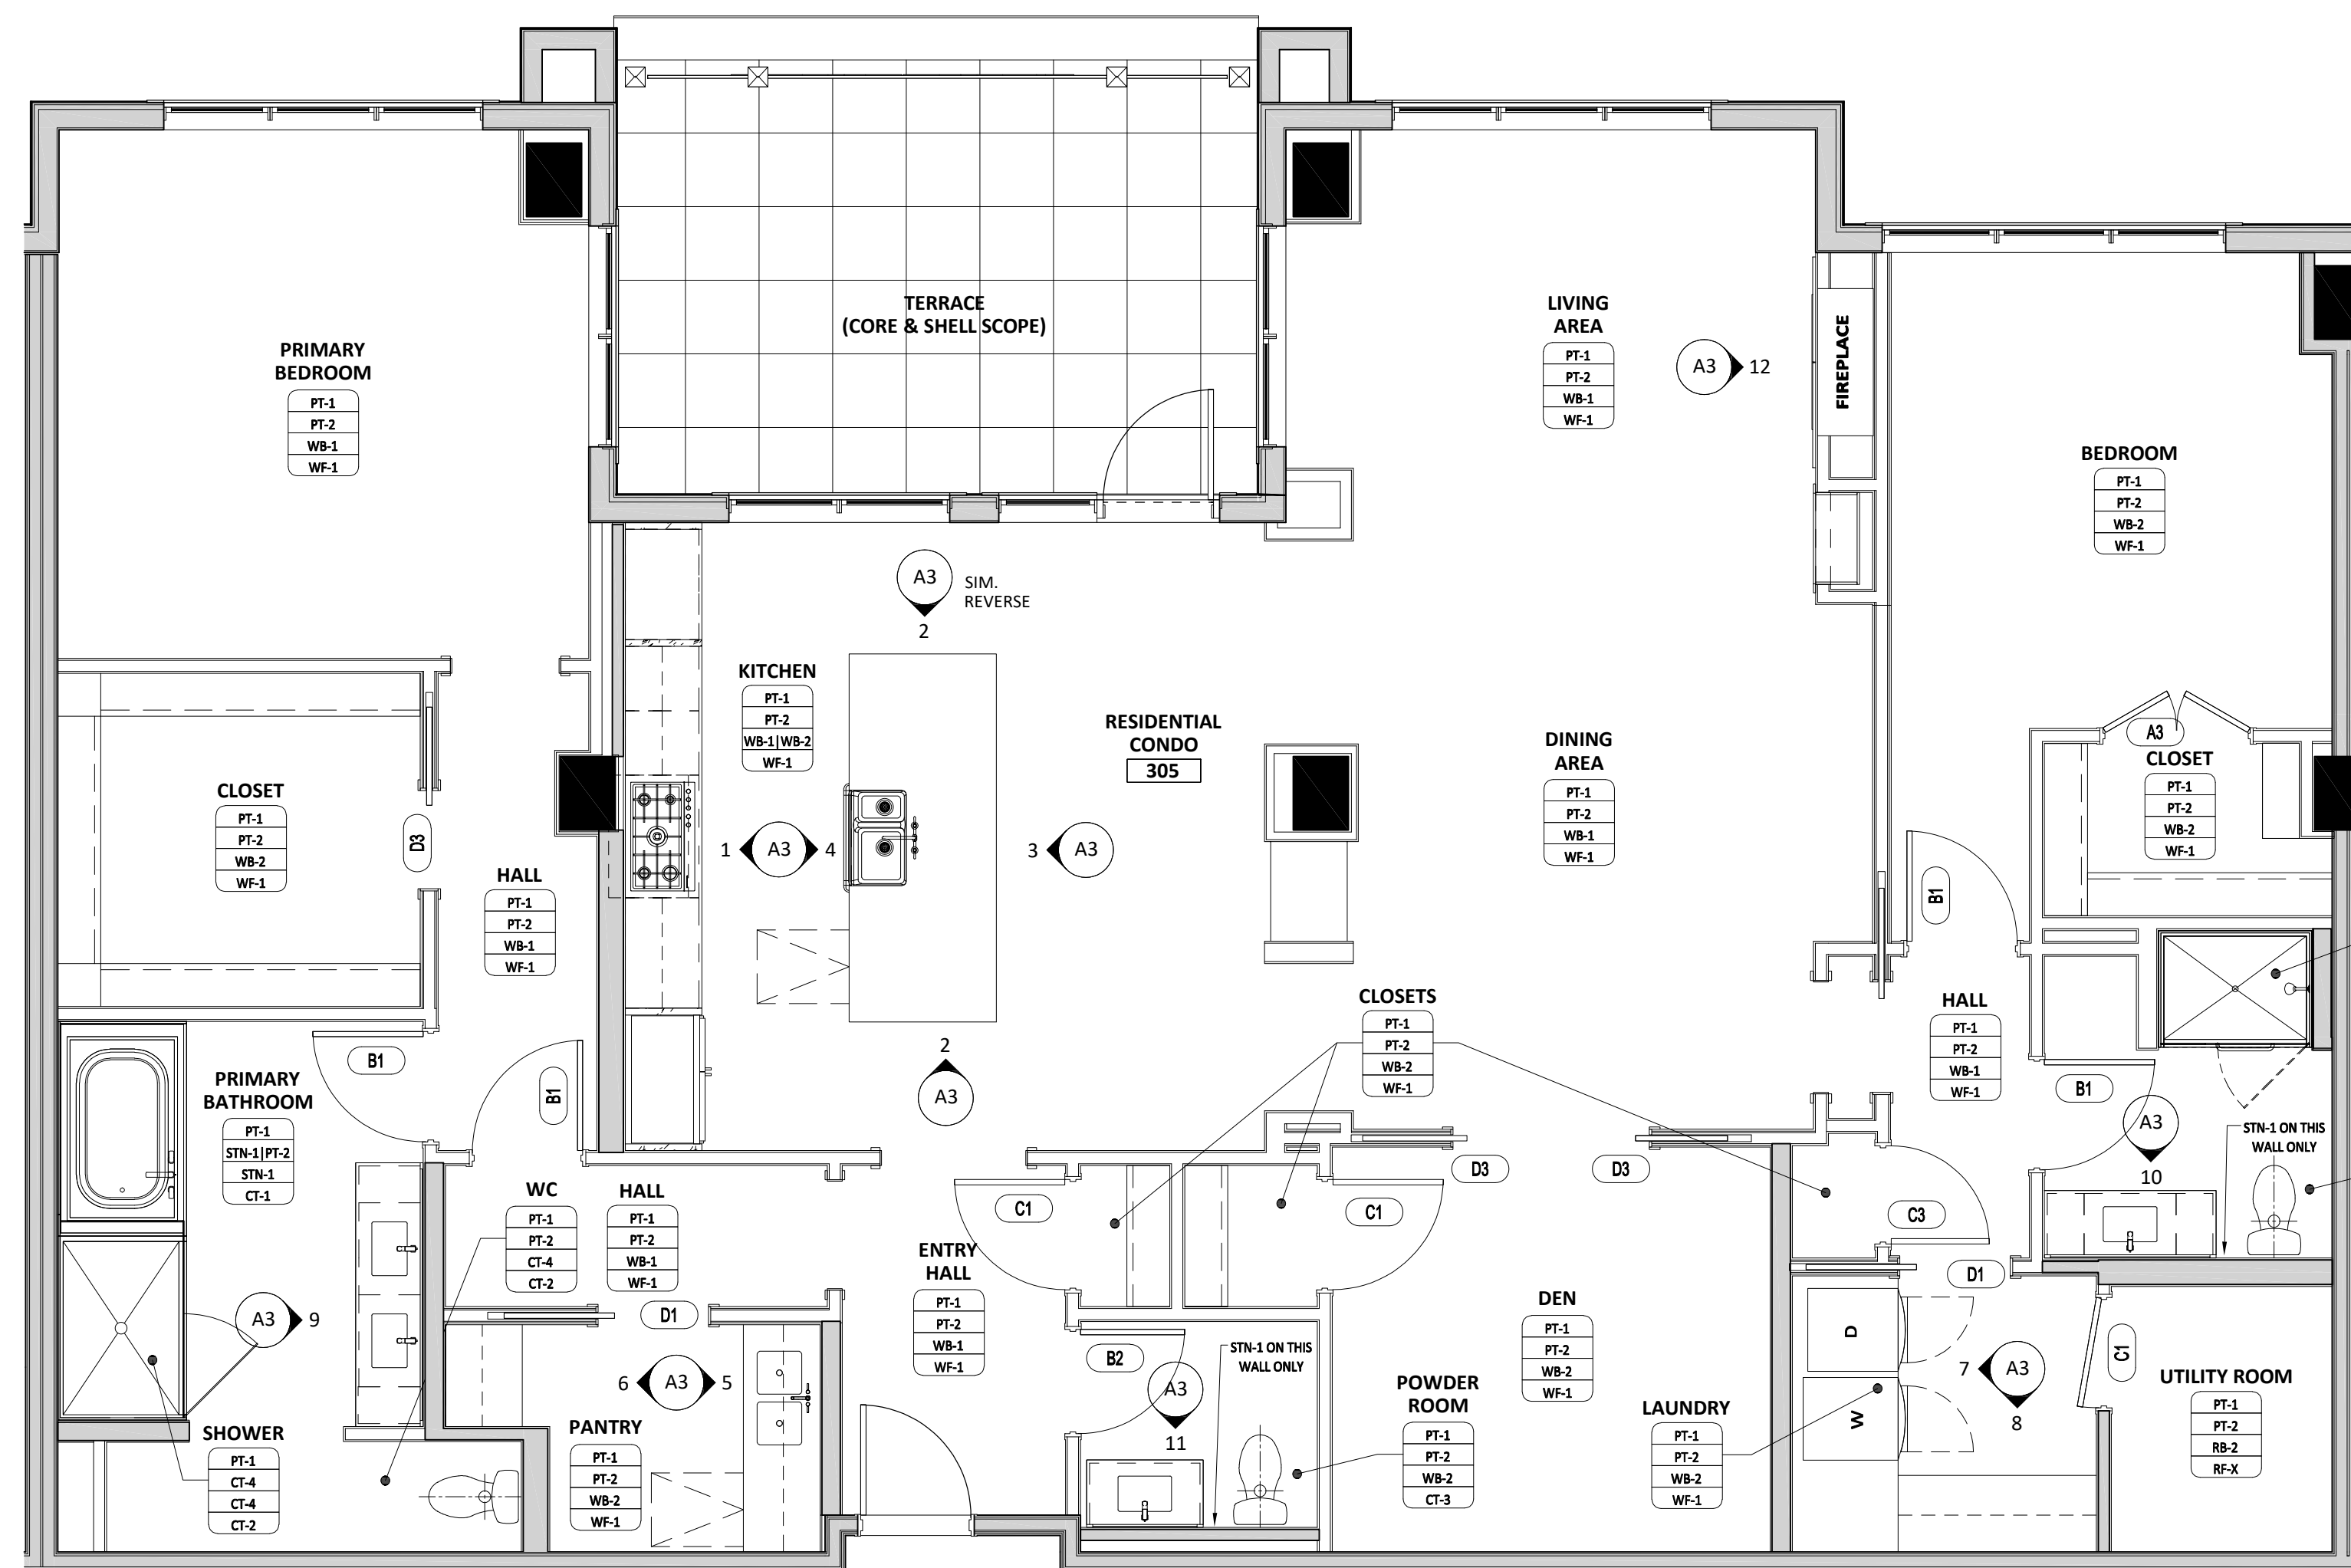 TERRACE
(CORE & SHELL SCOPE)
PRIMARY
BEDROOM
PT-1
PT-2
WB-1
WF-1
LIVING
AREA
PT-1
PT-2
WB-1
WF-1
A3
12
FIREPLACE
BEDROOM
PT-1
PT-2
WB-2
WF-1
A3
SIM.
REVERSE
2
KITCHEN
PT-1
PT-2
WB-1|WB-2
WF-1
RESIDENTIAL
CONDO
305
DINING
AREA
PT-1
PT-2
WB-1
WF-1
A3
CLOSET
PT-1
PT-2
WB-2
WF-1
CLOSET
PT-1
PT-2
WB-2
WF-1
D3
HALL
PT-1
PT-2
WB-1
WF-1
1
A3
4
3
A3
B1
CLOSETS
PT-1
PT-2
WB-2
WF-1
HALL
PT-1
PT-2
WB-1
WF-1
2
A3
B1
B1
PRIMARY
BATHROOM
PT-1
STN-1|PT-2
STN-1
CT-1
B1
A3
10
STN-1 ON THIS
WALL ONLY
D3
D3
WC
PT-1
PT-2
CT-4
CT-2
HALL
PT-1
PT-2
WB-1
WF-1
C1
C1
C3
ENTRY
HALL
PT-1
PT-2
WB-1
WF-1
D1
D1
A3
9
DEN
PT-1
PT-2
WB-2
WF-1
D
W
B2
A3
11
STN-1 ON THIS
WALL ONLY
6
A3
5
7
A3
8
C1
UTILITY ROOM
PT-1
PT-2
RB-2
RF-X
POWDER
ROOM
PT-1
PT-2
WB-2
CT-3
LAUNDRY
PT-1
PT-2
WB-2
WF-1
SHOWER
PT-1
CT-4
CT-4
CT-2
PANTRY
PT-1
PT-2
WB-2
WF-1